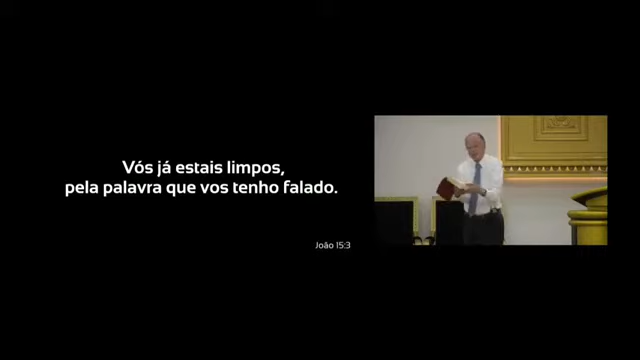 Vós já estais limpos,
pela palavra que vos tenho falado.
João 15:3